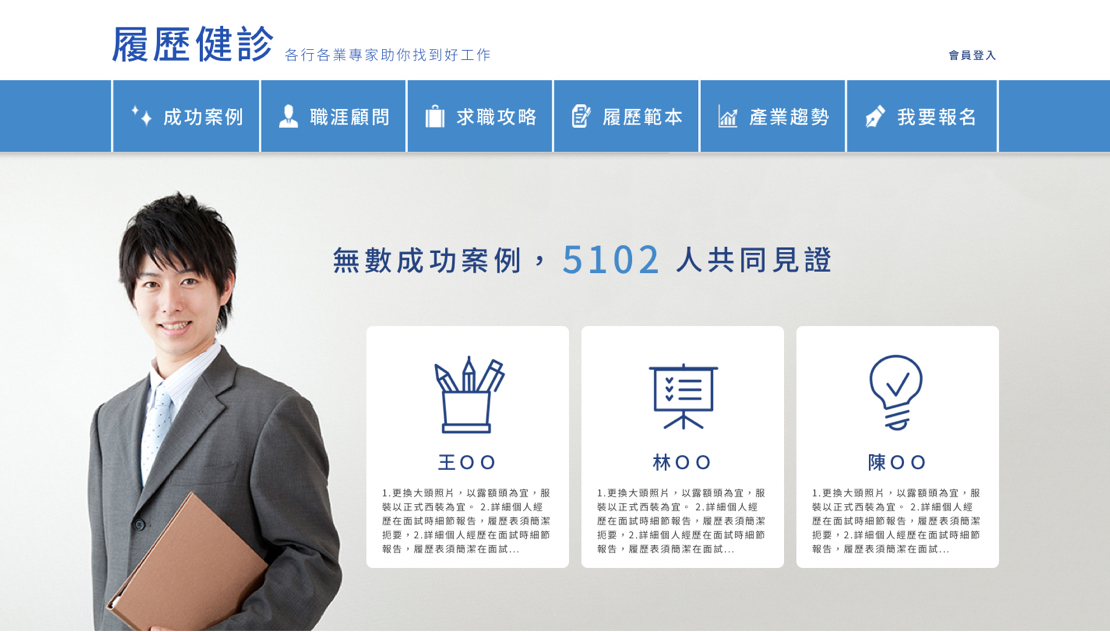 履歷健診 各行各業專家助你找到好工作
會員登入
成功案例 職涯顧問 求職攻略 履歷範本 產業趨勢 我要報名
無數成功案例，5102 人共同見證
王ＯＯ
1.更換大頭照片，以露額頭為宜，服
裝以正式西裝為宜。 2.詳細個人經
歷在面試時細節報告，履歷表須簡潔
扼要，2.詳細個人經歷在面試時細節
報告，履歷表須簡潔在面試...
林ＯＯ
1.更換大頭照片，以露額頭為宜，服
裝以正式西裝為宜。 2.詳細個人經
歷在面試時細節報告，履歷表須簡潔
扼要，2.詳細個人經歷在面試時細節
報告，履歷表須簡潔在面試...
陳ＯＯ
1.更換大頭照片，以露額頭為宜，服
裝以正式西裝為宜。 2.詳細個人經
歷在面試時細節報告，履歷表須簡潔
扼要，2.詳細個人經歷在面試時細節
報告，履歷表須簡潔在面試...